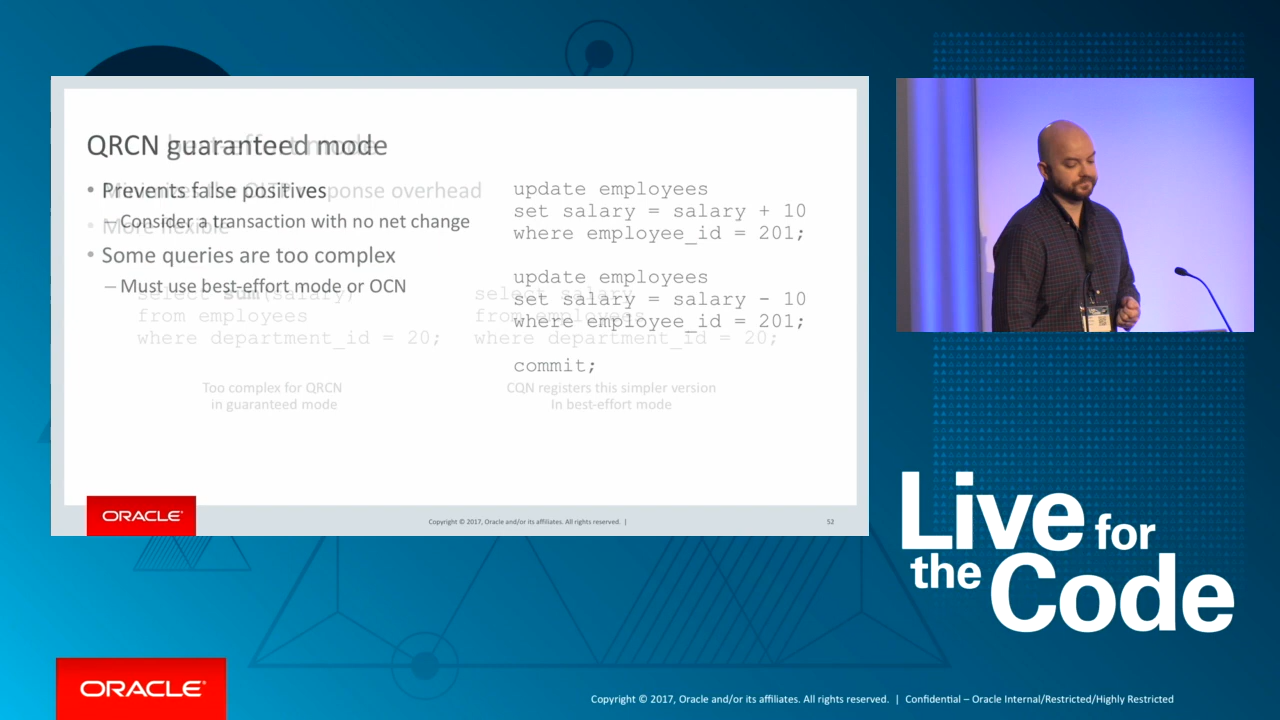 QRCN guaranteed mode
• Prevents false positives
– Consider a transaction with no net change
• More flexible
• Some queries are too complex
– Must use best-effort mode or OCN
update employees
set salary = salary + 10
where employee_id = 201;
update employees
set salary = salary - 10
where employee_id = 201;
commit;
select sum(salary)
from employees
where department_id = 20;
select salary
from employees
where department_id = 20;
Too complex for QRCN
in guaranteed mode
CQN registers this simpler version
In best-effort mode
ORACLE
Copyright © 2017, Oracle and/or its affiliates. All rights reserved. |
52
Live for
the Code
ORACLE
Copyright © 2017, Oracle and/or its affiliates. All rights reserved. | Confidential – Oracle Internal/Restricted/Highly Restricted